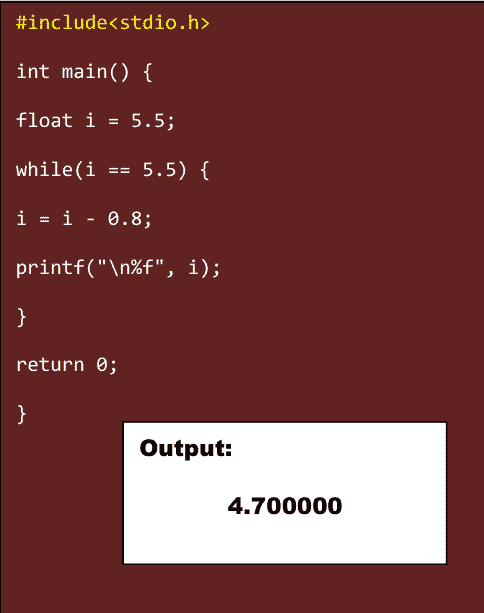 #include<stdio.h>
int main() {
float i = 5.5;
while(i == 5.5) {
i = i - 0.8;
printf("\n%f", i);
}
return 0;
}
Output:
4.700000